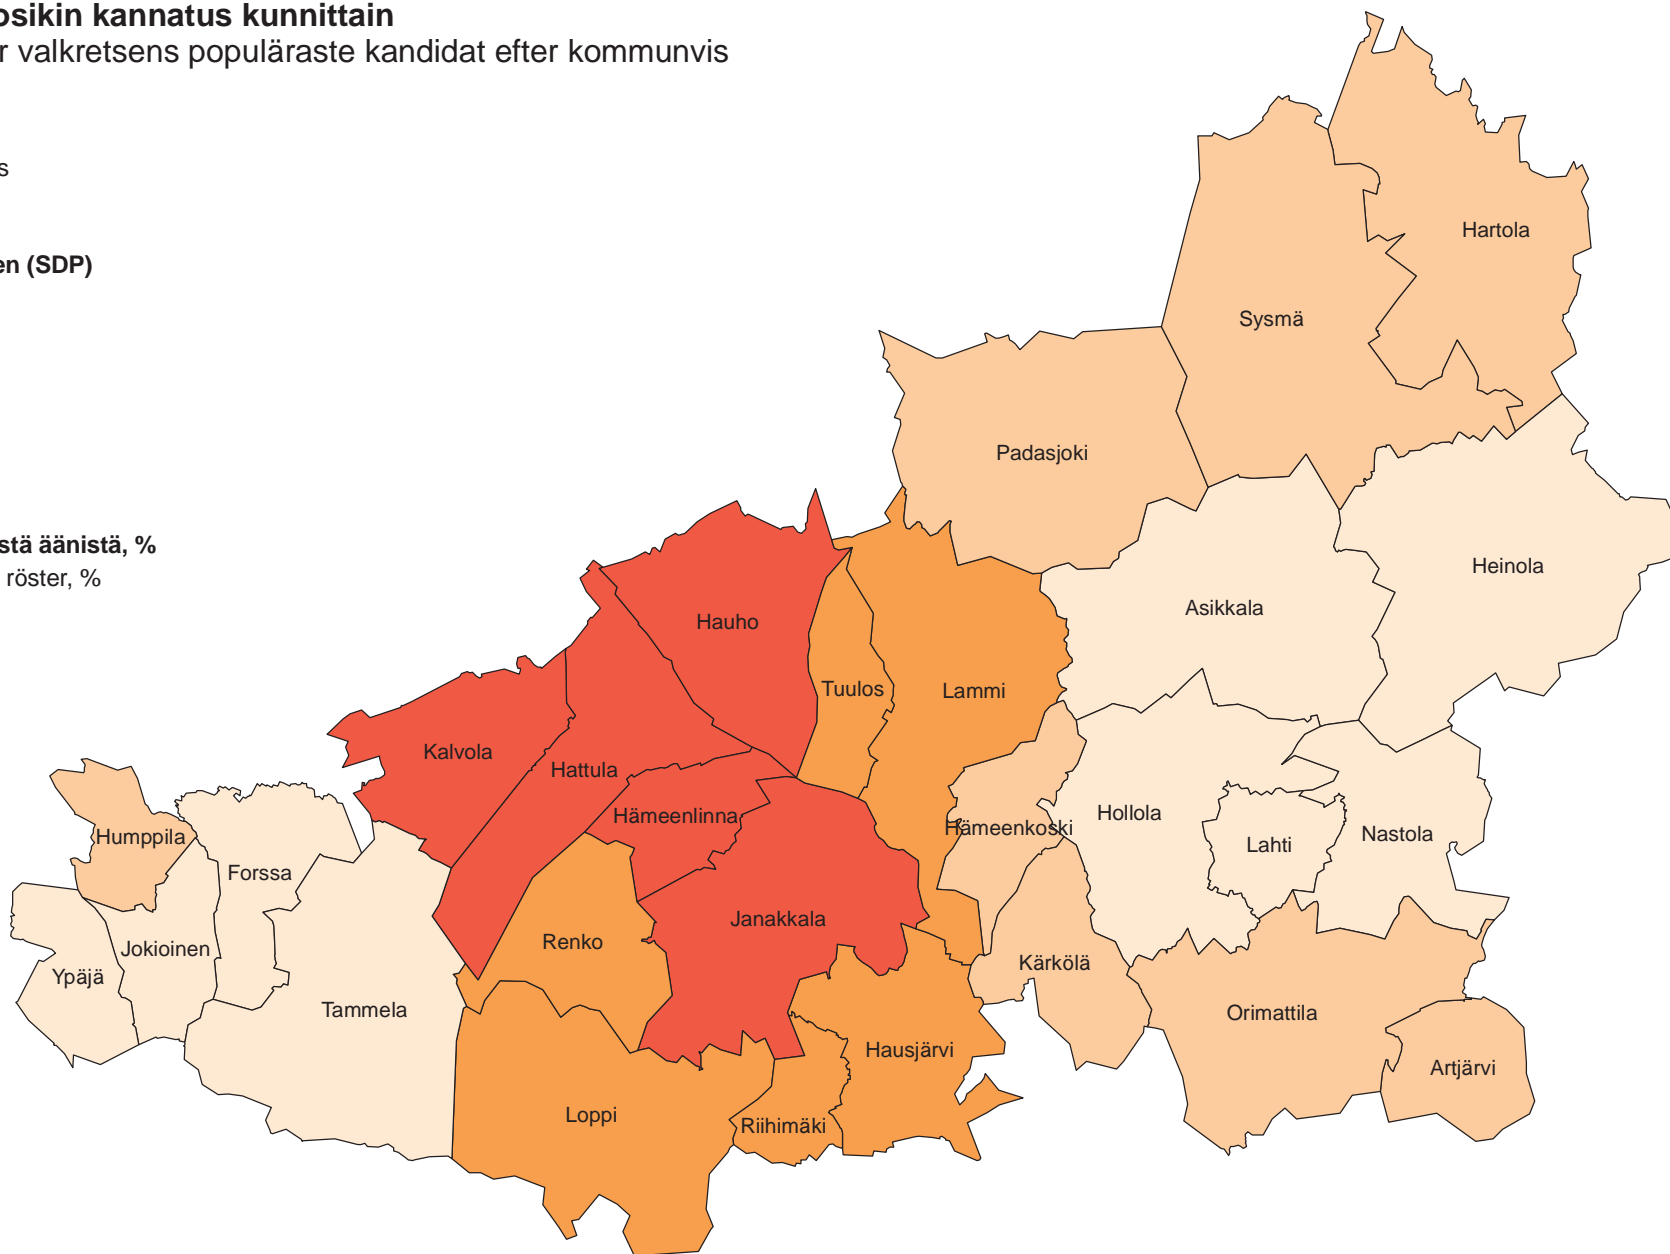 osikin kannatus kunnittain
r valkretsens populäraste kandidat efter kommunvis
s
en (SDP)
stä äänistä, %
röster, %
Hartola
Sysmä
Padasjoki
Heinola
Asikkala
Hauho
Tuulos
Lammi
Kalvola
Hattula
Hämeenlinna
Hämeenkoski
Hollola
Lahti
Nastola
Humppila
Forssa
Janakkala
Renko
Jokioinen
Ypäjä
Kärkölä
Tammela
Orimattila
Hausjärvi
Artjärvi
Loppi
Riihimäki